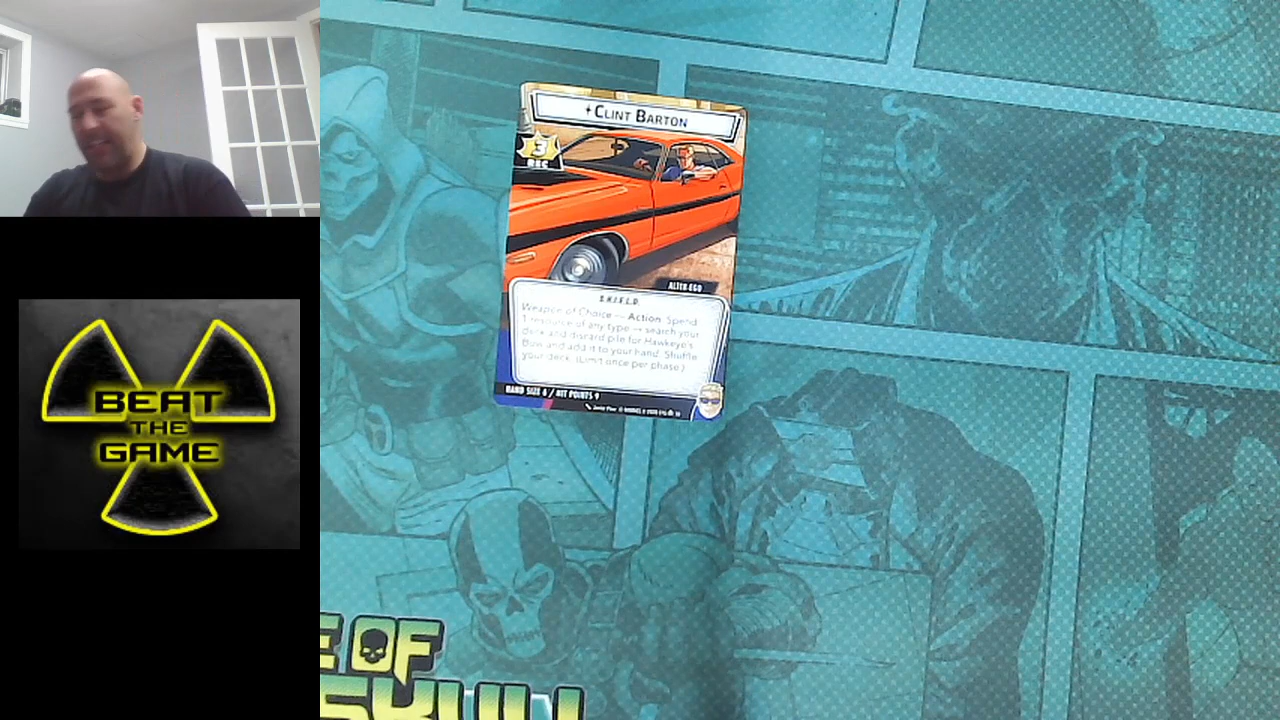 BEAT
THE
GAME
CLINT BARTON
3
REC
ALTER-EGO
S.H.I.E.L.D.
Weapon of Choice — Action: Spend
1 resource of any type → search your
deck and discard pile for Hawkeye's
Bow and add it to your hand. Shuffle
your deck. (Limit once per phase.)
HAND SIZE 6 / HIT POINTS 9
E OF
SKULL